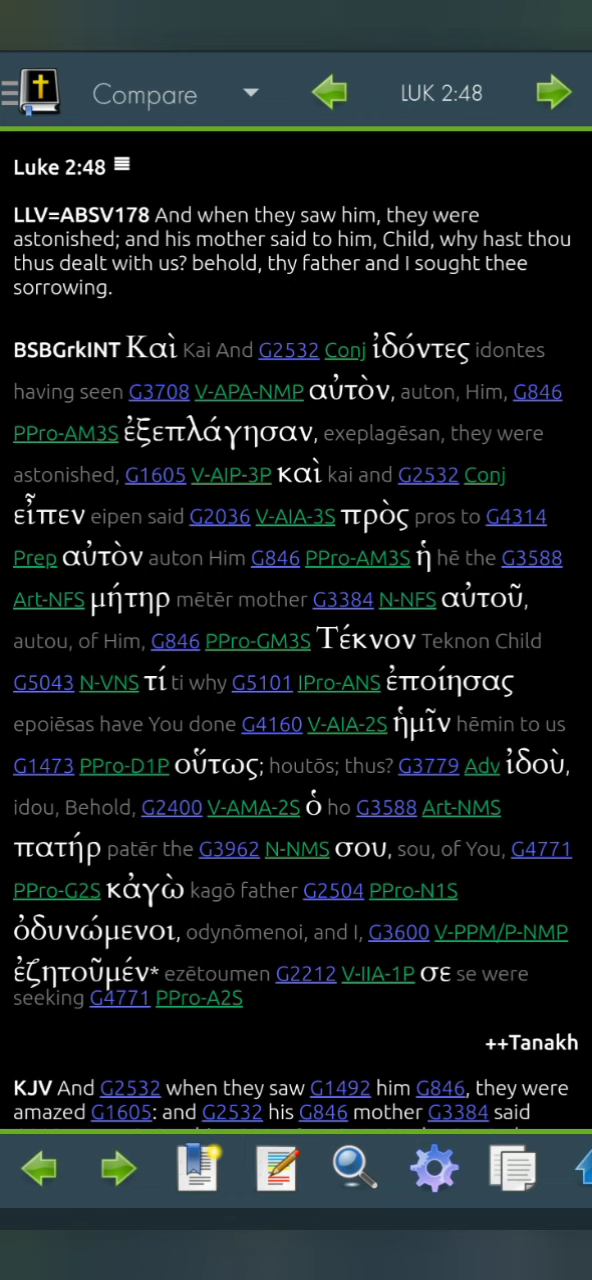 Compare LUK 2:48
Luke 2:48
LLV=ABSV178 And when they saw him, they were
astonished; and his mother said to him, Child, why hast thou
thus dealt with us? behold, thy father and I sought thee
sorrowing.
BSBGrkINT Καὶ Kai And G2532 Conj ἰδόντες idontes
having seen G3708 V-APA-NMP αὐτὸν, auton, Him, G846
PPro-AM3S ἐξεπλάγησαν, exeplagēsan, they were
astonished, G1605 V-AIP-3P καὶ kai and G2532 Conj
εἶπεν eipen said G2036 V-AIA-3S πρὸς pros to G4314
Prep αὐτὸν auton Him G846 PPro-AM3S ἡ hē the G3588
Art-NFS μήτηρ mētēr mother G3384 N-NFS αὐτοῦ,
autou, of Him, G846 PPro-GM3S Τέκνον Teknon Child
G5043 N-VNS τί ti why G5101 IPro-ANS ἐποίησας
epoiēsas have You done G4160 V-AIA-2S ἡμῖν hēmin to us
G1473 PPro-D1P οὕτως; houtōs; thus? G3779 Adv ἰδοὺ,
idou, Behold, G2400 V-AMA-2S ὁ ho G3588 Art-NMS
πατήρ patēr the G3962 N-NMS σου, sou, of You, G4771
PPro-G2S κἀγὼ kagō father G2504 PPro-N1S
ὀδυνώμενοι, odynōmenoi, and I, G3600 V-PPM/P-NMP
ἐζητοῦμέν* ezētoumen G2212 V-IIA-1P σε se were
seeking G4771 PPro-A2S
++Tanakh
KJV And G2532 when they saw G1492 him G846, they were
amazed G1605: and G2532 his G846 mother G3384 said